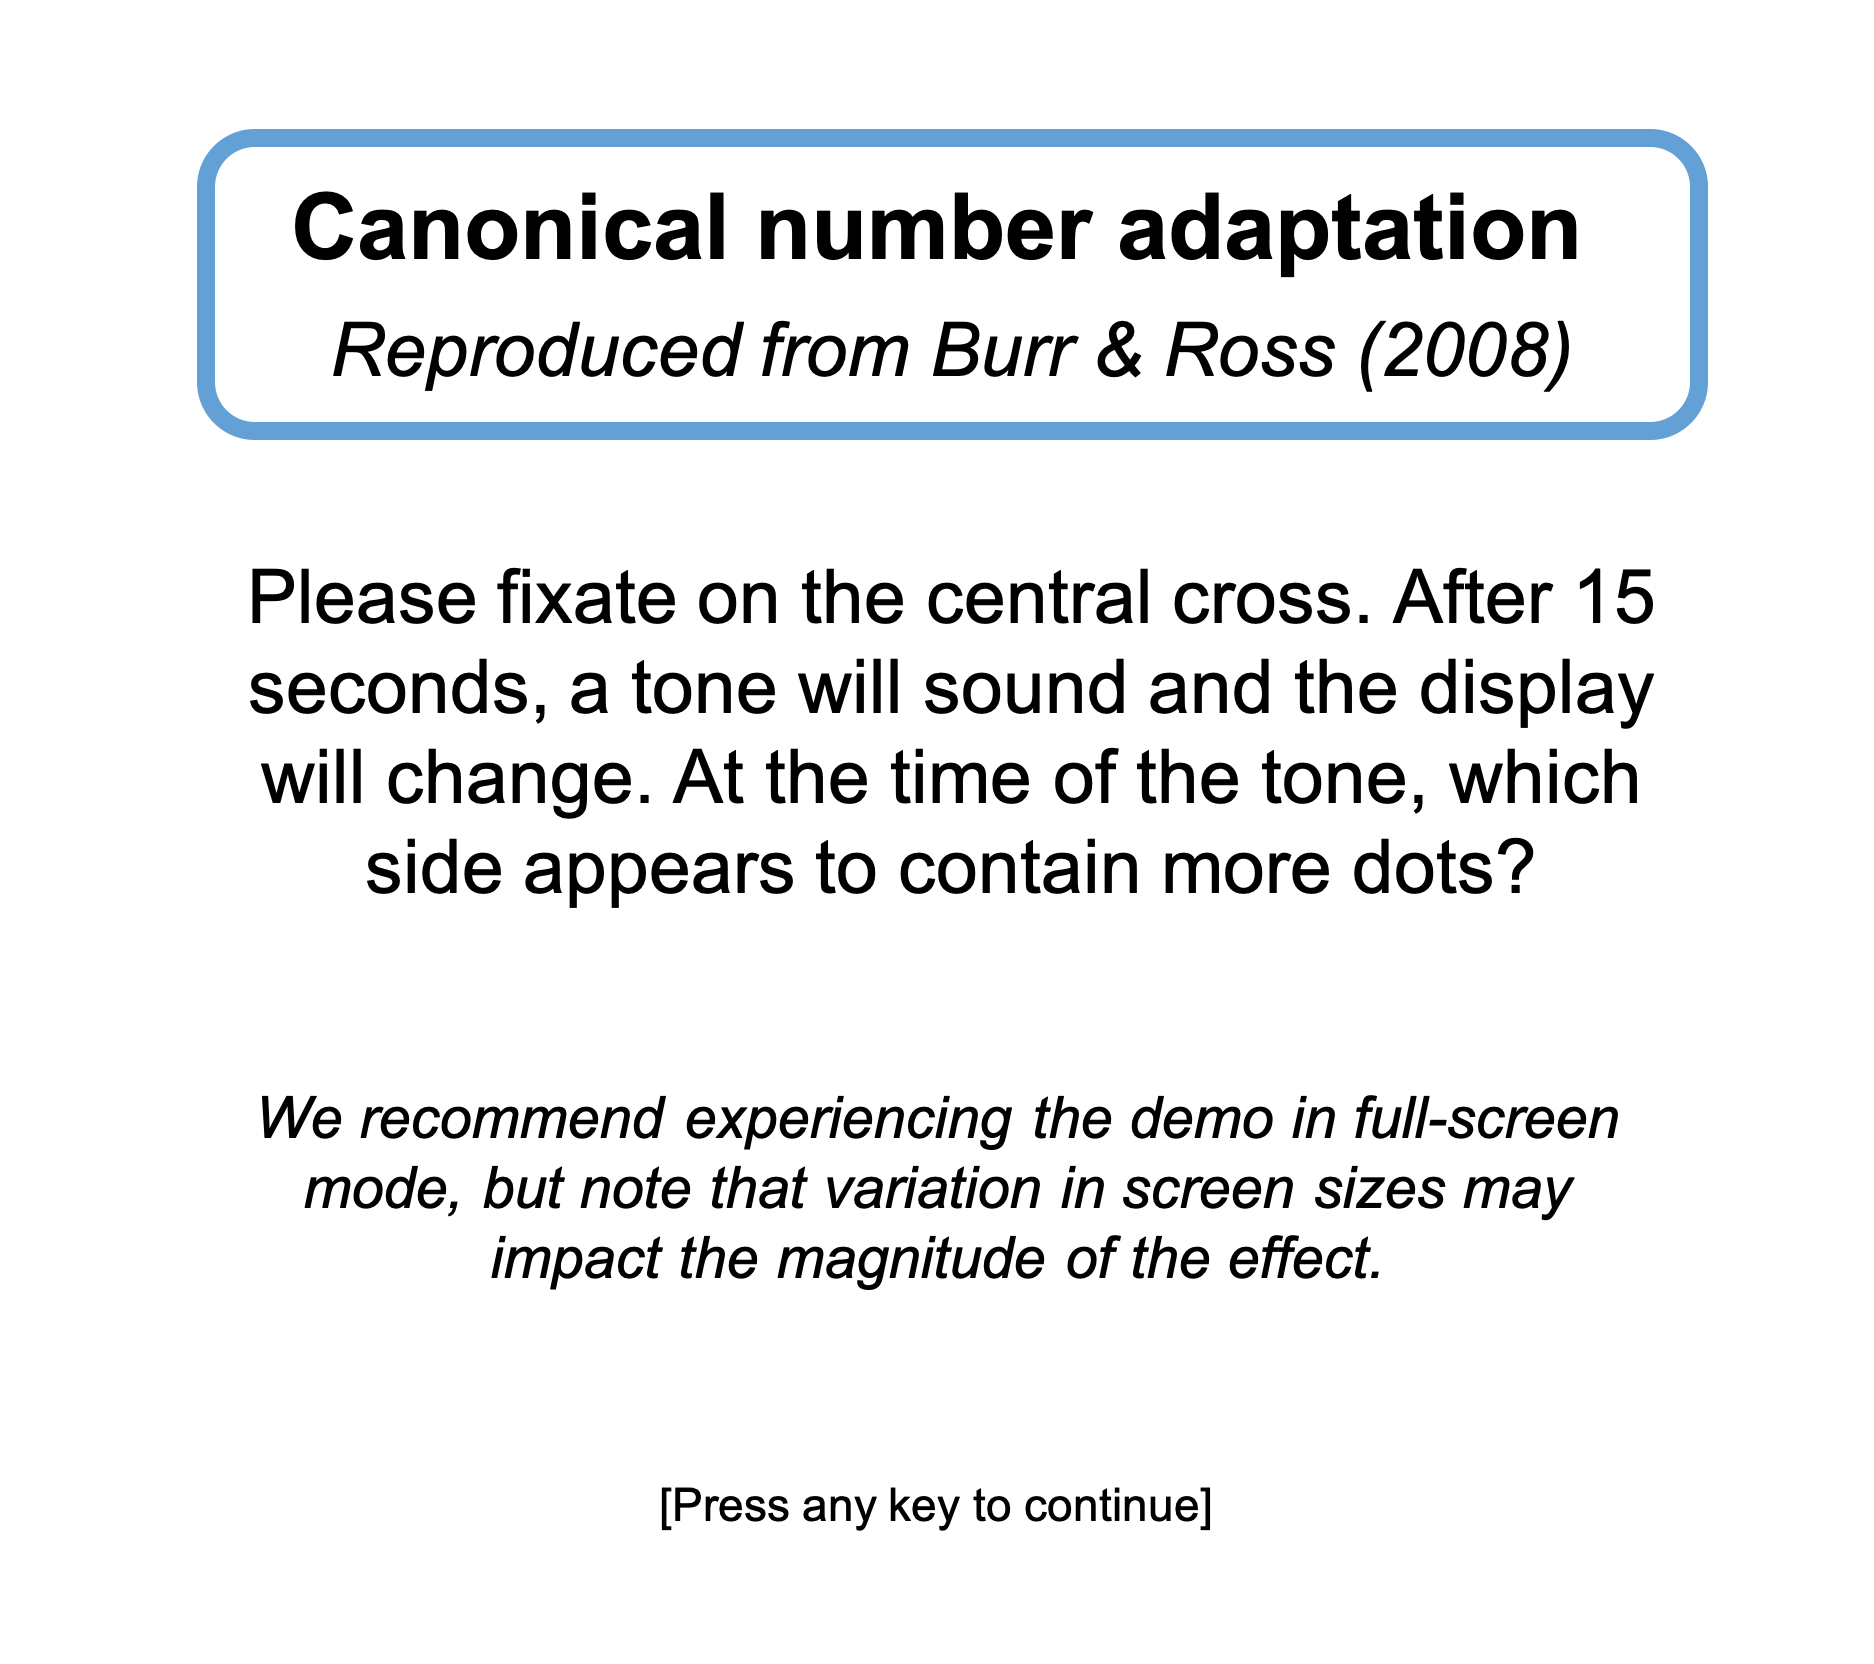 Canonical number adaptation
Reproduced from Burr & Ross (2008)
Please fixate on the central cross. After 15
seconds, a tone will sound and the display
will change. At the time of the tone, which
side appears to contain more dots?
We recommend experiencing the demo in full-screen
mode, but note that variation in screen sizes may
impact the magnitude of the effect.
[Press any key to continue]